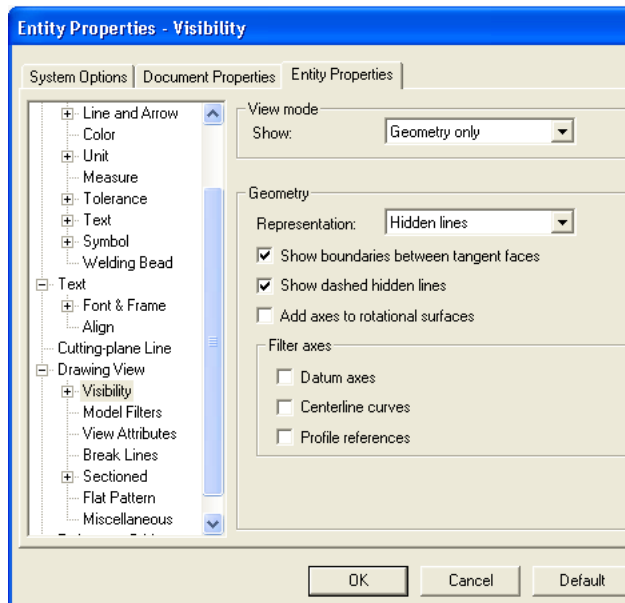 Entity Properties - Visibility
System Options
Document Properties
Entity Properties
Line and Arrow
Color
Unit
Measure
Tolerance
Text
Symbol
Welding Bead
Text
Font & Frame
Align
Cutting-plane Line
Drawing View
Visibility
Model Filters
View Attributes
Break Lines
Sectioned
Flat Pattern
Miscellaneous
View mode
Show: Geometry only
Geometry
Representation: Hidden lines
Show boundaries between tangent faces
Show dashed hidden lines
Add axes to rotational surfaces
Filter axes
Datum axes
Centerline curves
Profile references
OK
Cancel
Default